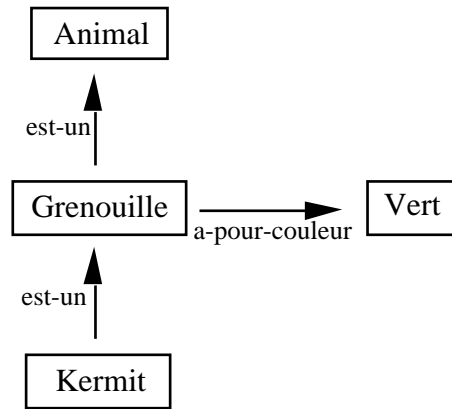 Animal
est-un
Grenouille
Vert
a-pour-couleur
est-un
Kermit